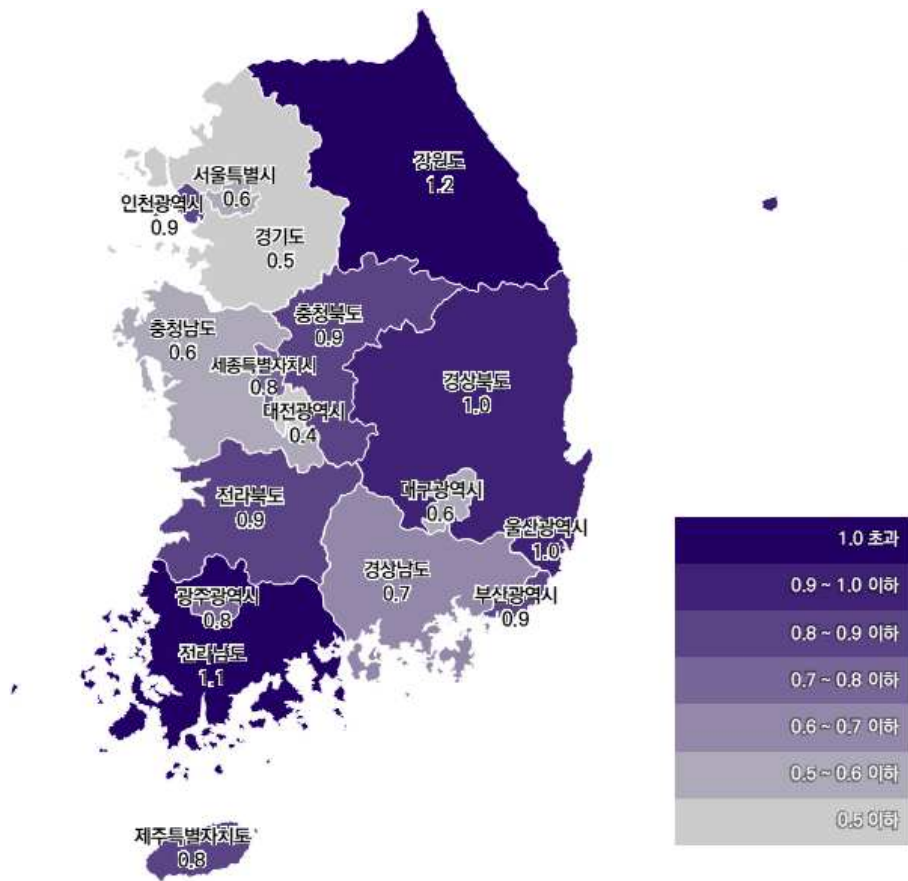 강원도
1.2
서울특별시
0.6
인천광역시
0.9
경기도
0.5
충청북도
0.9
충청남도
0.6
세종특별자치시
0.8
경상북도
1.0
대전광역시
0.4
대구광역시
0.6
전라북도
0.9
울산광역시
1.0
경상남도
0.7
부산광역시
0.9
광주광역시
0.8
전라남도
1.1
제주특별자치도
0.8
1.0 초과
0.9 ~ 1.0 이하
0.8 ~ 0.9 이하
0.7 ~ 0.8 이하
0.6 ~ 0.7 이하
0.5 ~ 0.6 이하
0.5 이하